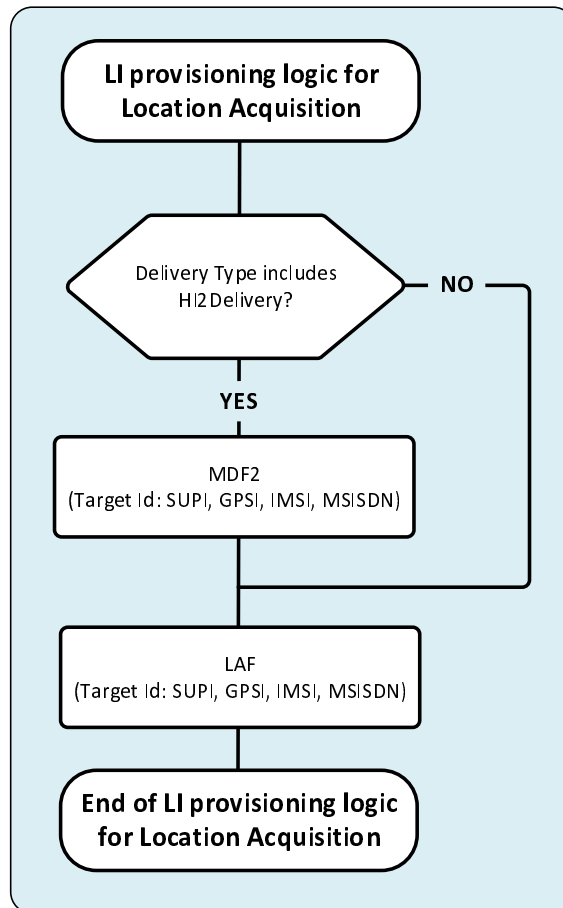 LI provisioning logic for
Location Acquisition
Delivery Type includes
HI2Delivery?
NO
YES
MDF2
(Target Id: SUPI, GPSI, IMSI, MSISDN)
LAF
(Target Id: SUPI, GPSI, IMSI, MSISDN)
End of LI provisioning logic
for Location Acquisition